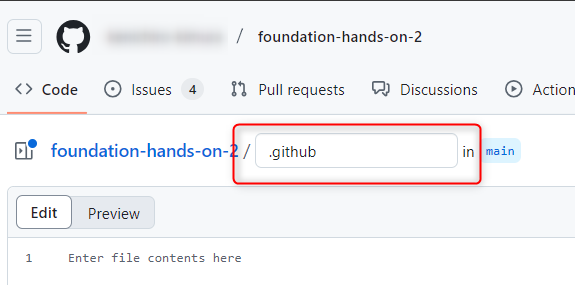 / foundation-hands-on-2
Code Issues 4 Pull requests Discussions Action
foundation-hands-on-2 / .github in main
Edit Preview
1 Enter file contents here